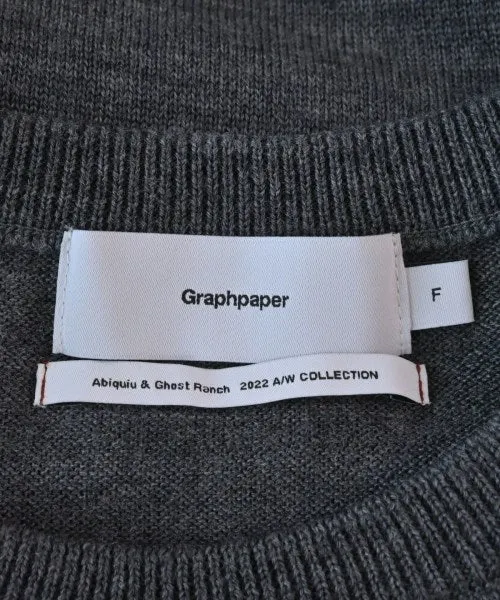 Graphpaper
F
Abiquiu & Ghost Ranch 2022 A/W COLLECTION